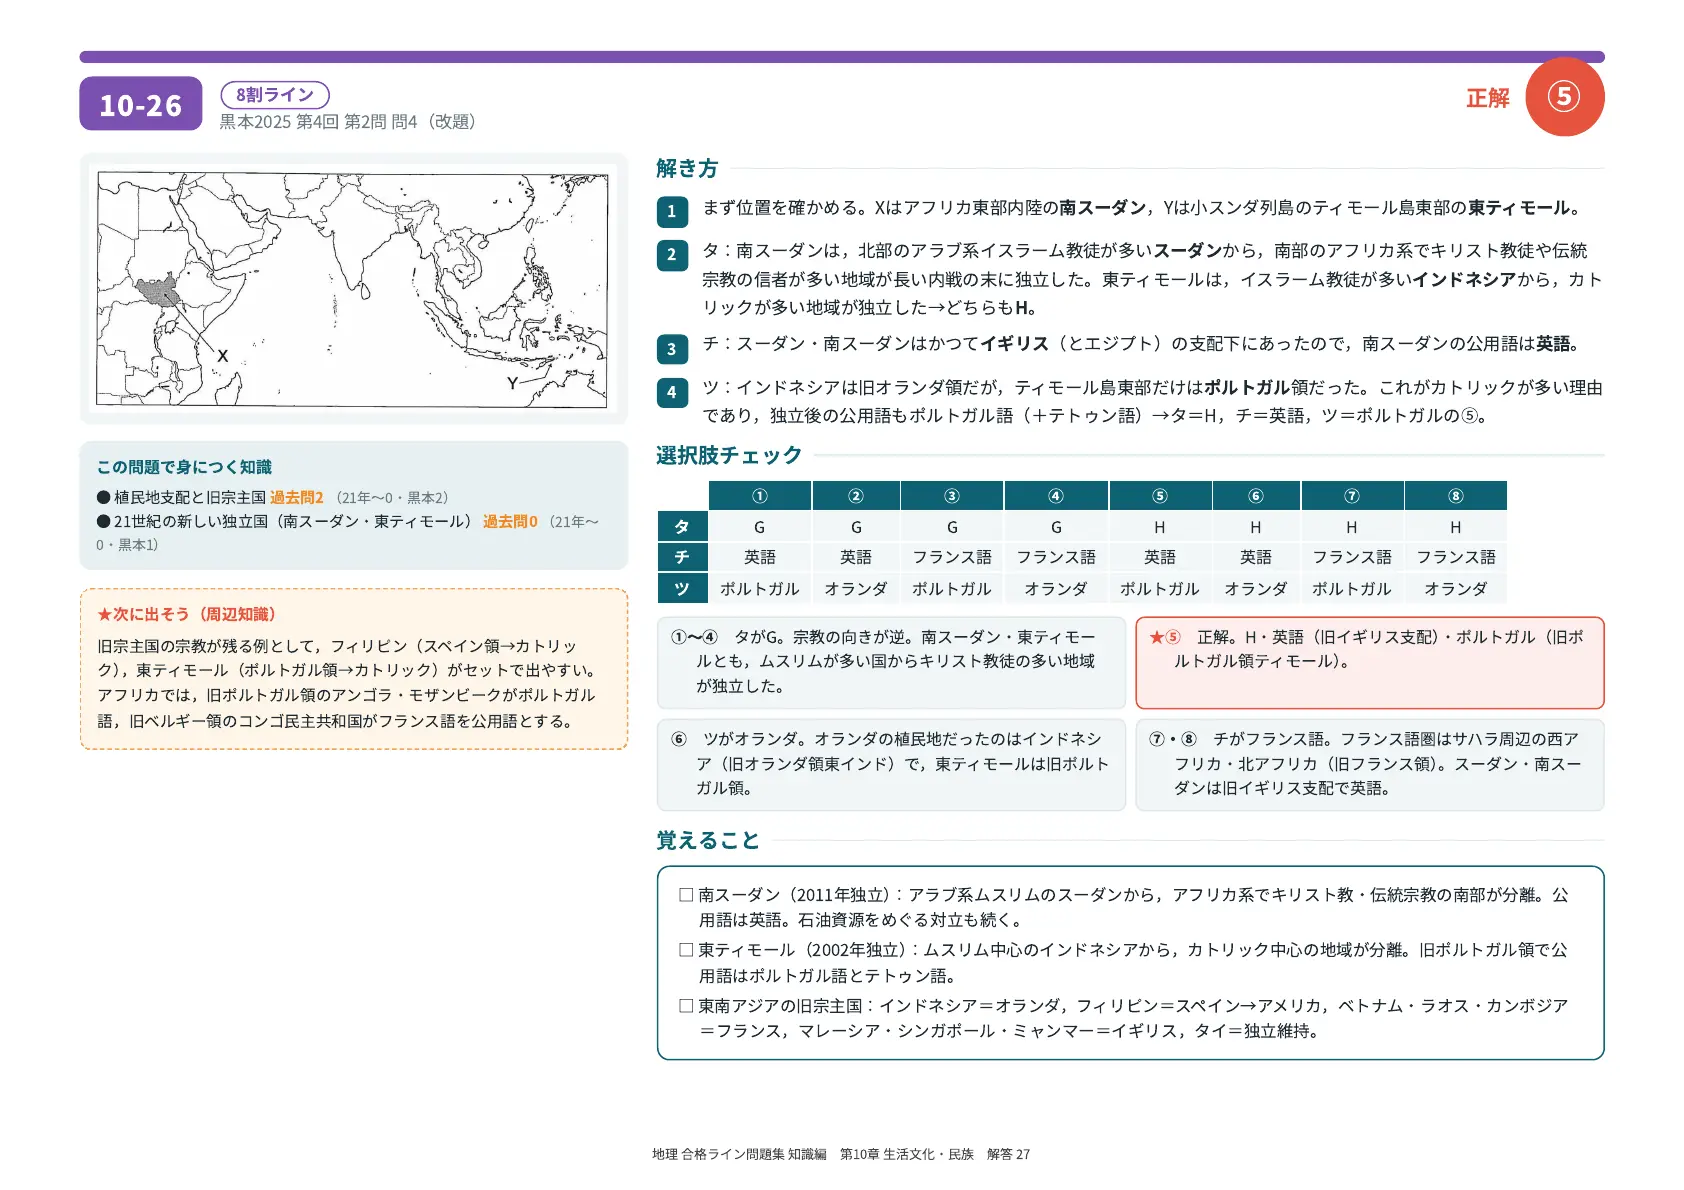 10-26
8割ライン
黒本2025 第4回 第2問 問4（改題）
正解 ⑤
X
Y
この問題で身につく知識
● 植民地支配と旧宗主国 過去問2 （21年〜0・黒本2）
● 21世紀の新しい独立国（南スーダン・東ティモール） 過去問0 （21年〜
0・黒本1）
★次に出そう（周辺知識）
旧宗主国の宗教が残る例として，フィリピン（スペイン領→カトリッ
ク），東ティモール（ポルトガル領→カトリック）がセットで出やすい。
アフリカでは，旧ポルトガル領のアンゴラ・モザンビークがポルトガル
語，旧ベルギー領のコンゴ民主共和国がフランス語を公用語とする。
解き方
1 まず位置を確かめる。Xはアフリカ東部内陸の南スーダン，Yは小スンダ列島のティモール島東部の東ティモール。
2 タ：南スーダンは，北部のアラブ系イスラーム教徒が多いスーダンから，南部のアフリカ系でキリスト教徒や伝統
宗教の信者が多い地域が長い内戦の末に独立した。東ティモールは，イスラーム教徒が多いインドネシアから，カト
リックが多い地域が独立した→どちらもH。
3 チ：スーダン・南スーダンはかつてイギリス（とエジプト）の支配下にあったので，南スーダンの公用語は英語。
4 ツ：インドネシアは旧オランダ領だが，ティモール島東部だけはポルトガル領だった。これがカトリックが多い理由
であり，独立後の公用語もポルトガル語（＋テトゥン語）→タ＝H，チ＝英語，ツ＝ポルトガルの⑤。
選択肢チェック
① ② ③ ④ ⑤ ⑥ ⑦ ⑧
タ G G G G H H H H
チ 英語 英語 フランス語 フランス語 英語 英語 フランス語 フランス語
ツ ポルトガル オランダ ポルトガル オランダ ポルトガル オランダ ポルトガル オランダ
①〜④ タがG。宗教の向きが逆。南スーダン・東ティモー
ルとも，ムスリムが多い国からキリスト教徒の多い地域
が独立した。
★⑤ 正解。H・英語（旧イギリス支配）・ポルトガル（旧ポ
ルトガル領ティモール）。
⑥ ツがオランダ。オランダの植民地だったのはインドネシ
ア（旧オランダ領東インド）で，東ティモールは旧ポルト
ガル領。
⑦・⑧ チがフランス語。フランス語圏はサハラ周辺の西ア
フリカ・北アフリカ（旧フランス領）。スーダン・南スー
ダンは旧イギリス支配で英語。
覚えること
□ 南スーダン（2011年独立）：アラブ系ムスリムのスーダンから，アフリカ系でキリスト教・伝統宗教の南部が分離。公
用語は英語。石油資源をめぐる対立も続く。
□ 東ティモール（2002年独立）：ムスリム中心のインドネシアから，カトリック中心の地域が分離。旧ポルトガル領で公
用語はポルトガル語とテトゥン語。
□ 東南アジアの旧宗主国：インドネシア＝オランダ，フィリピン＝スペイン→アメリカ，ベトナム・ラオス・カンボジア
＝フランス，マレーシア・シンガポール・ミャンマー＝イギリス，タイ＝独立維持。
地理 合格ライン問題集 知識編 第10章 生活文化・民族 解答 27